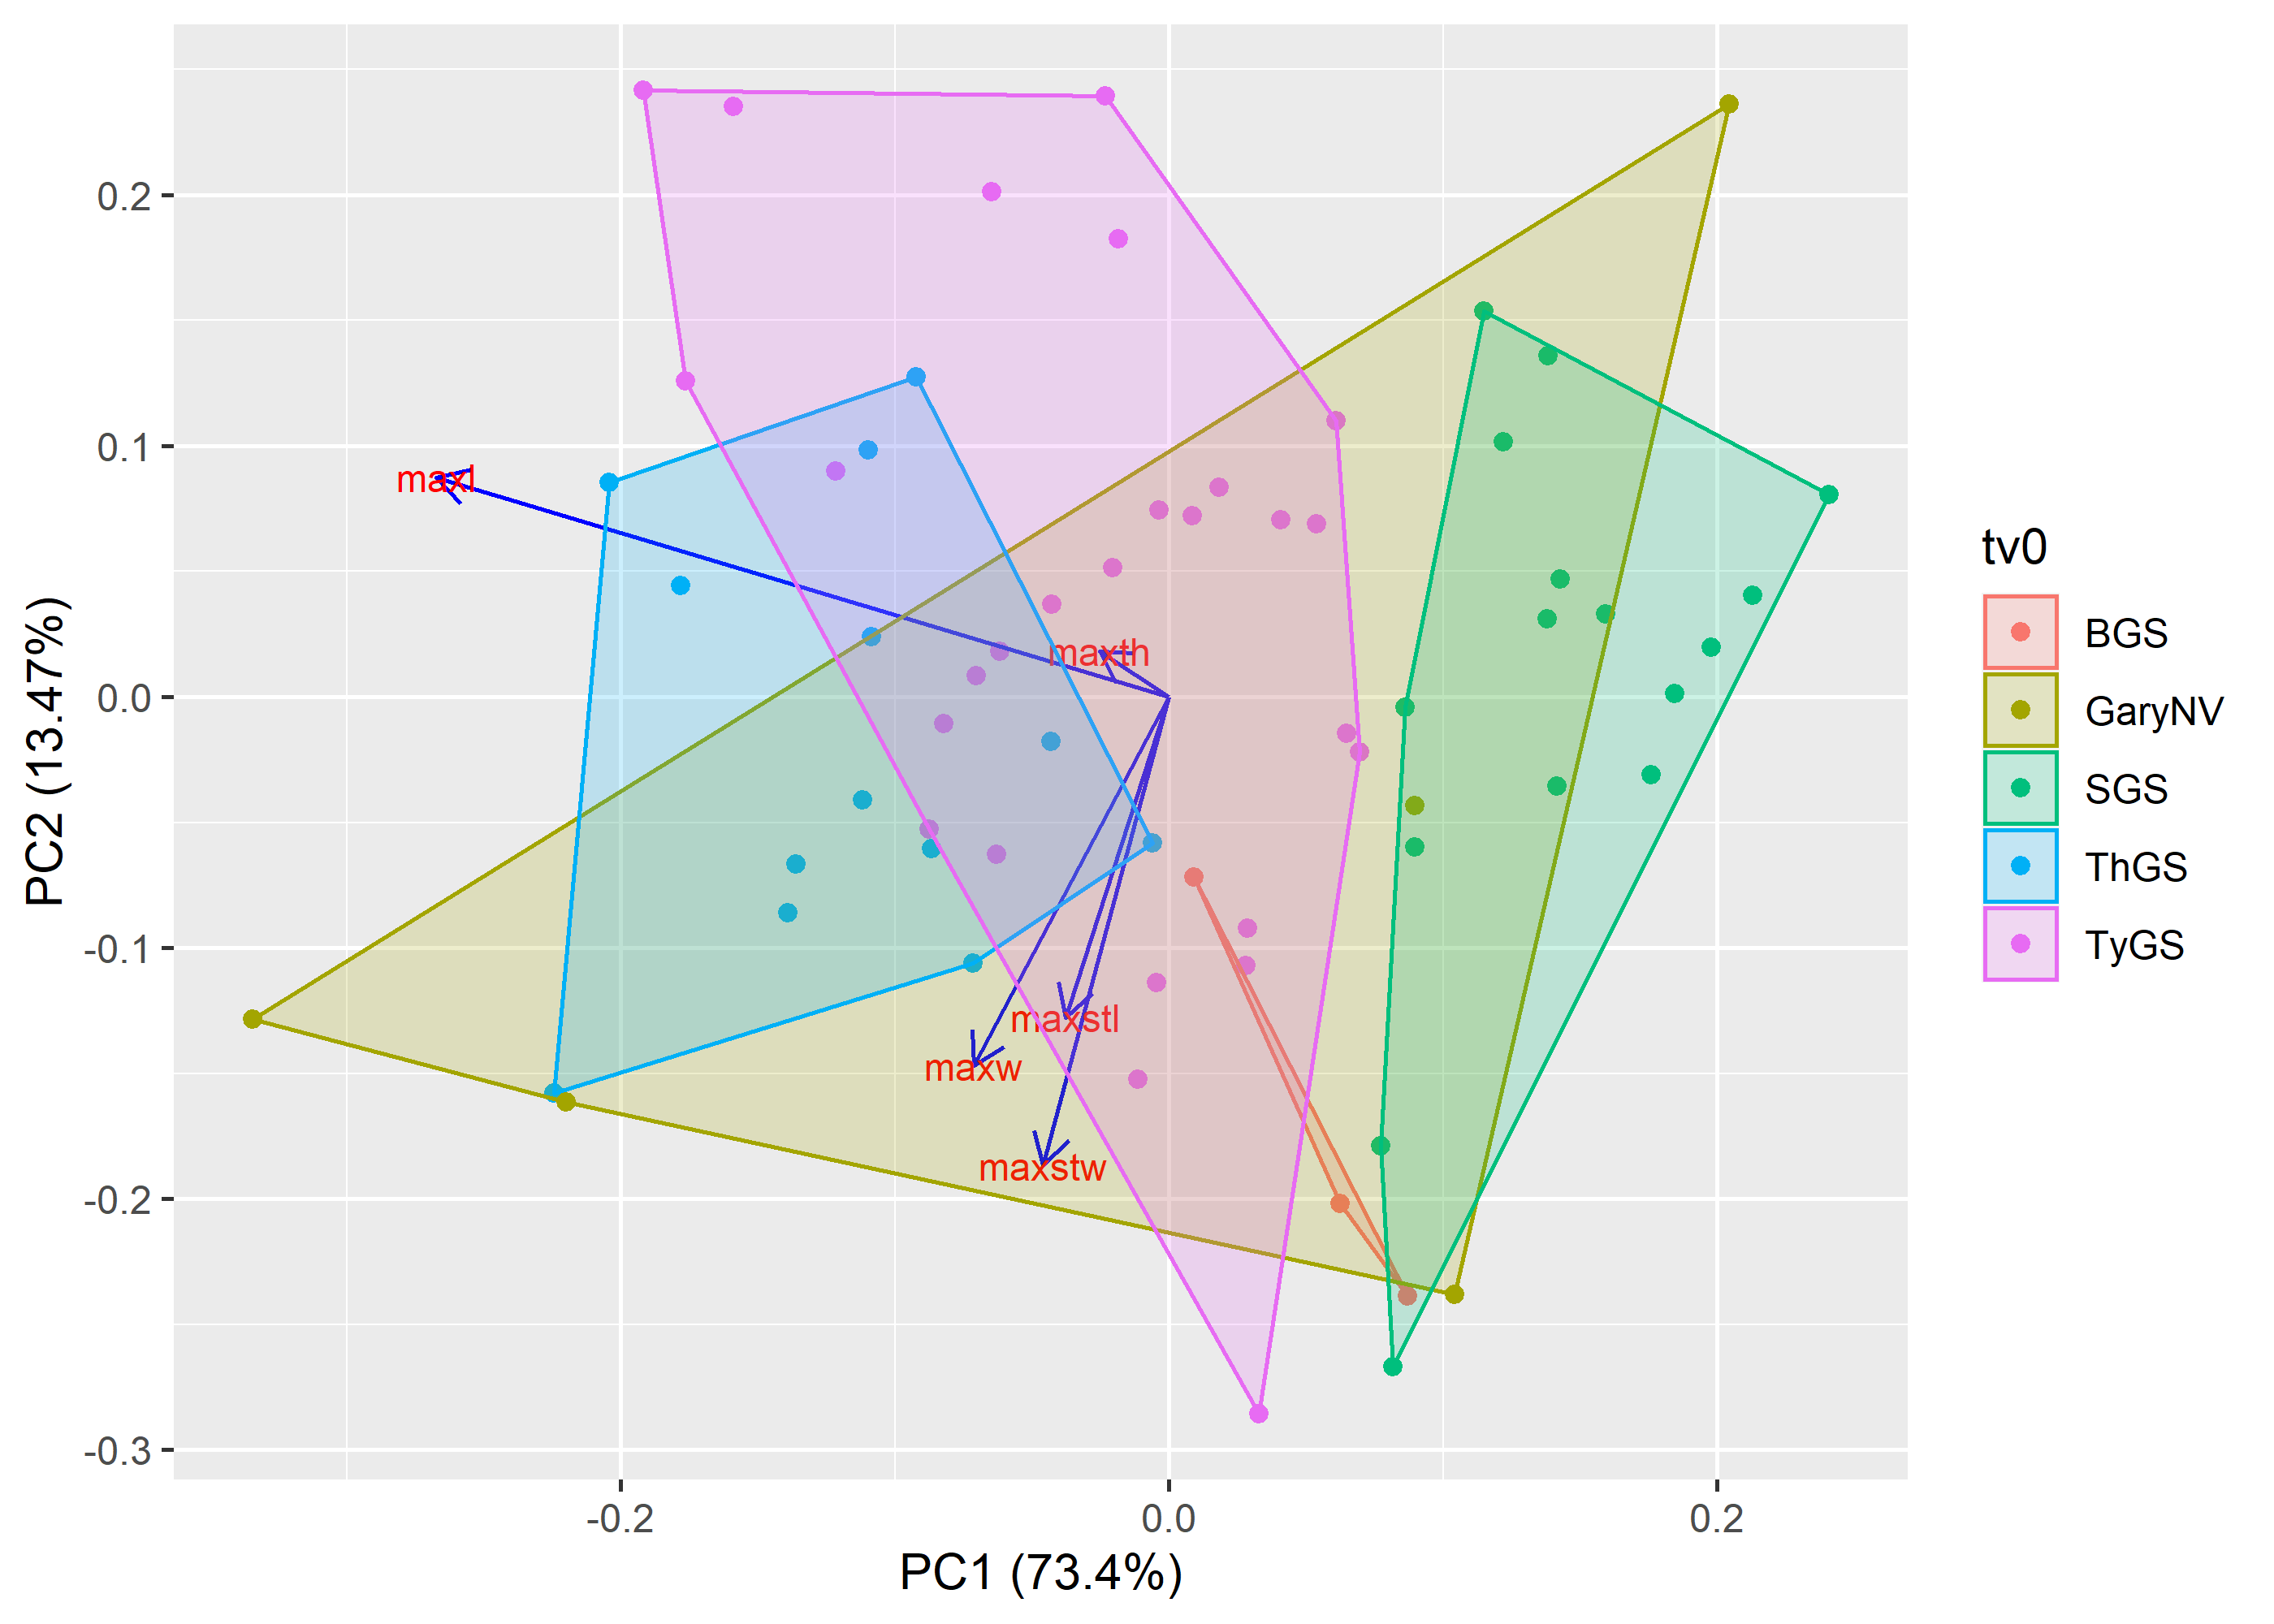 0.2
0.1
0.0
-0.1
-0.2
-0.3
PC2 (13.47%)
maxl
maxth
maxstl
maxw
maxstw
-0.2
0.0
0.2
PC1 (73.4%)
tv0
BGS
GaryNV
SGS
ThGS
TyGS